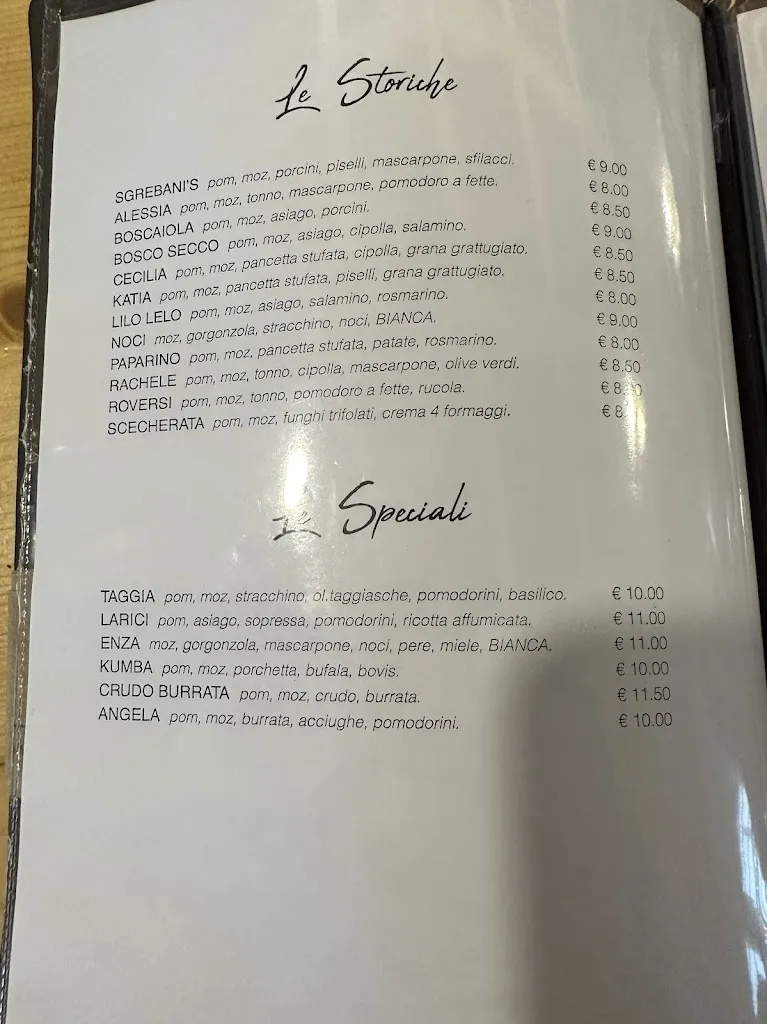 Le Storiche
SGREBANI'S pom, moz, porcini, piselli, mascarpone, sfilacci. € 9.00
ALESSIA pom, moz, tonno, mascarpone, pomodoro a fette. € 8.00
BOSCAIOLA pom, moz, asiago, porcini. € 8.50
BOSCO SECCO pom, moz, asiago, cipolla, salamino. € 9.00
CECILIA pom, moz, pancetta stufata, cipolla, grana grattugiato. € 8.50
KATIA pom, moz, pancetta stufata, piselli, grana grattugiato. € 8.50
LILO LELO pom, moz, asiago, salamino, rosmarino. € 8.00
NOCI moz, gorgonzola, stracchino, noci, BIANCA. € 9.00
PAPARINO pom, moz, pancetta stufata, patate, rosmarino. € 8.00
RACHELE pom, moz, tonno, cipolla, mascarpone, olive verdi. € 8.50
ROVERSI pom, moz, tonno, pomodoro a fette, rucola. €
SCECHERATA pom, moz, funghi trifolati, crema 4 formaggi. €
Le Speciali
TAGGIA pom, moz, stracchino, ol.taggiasche, pomodorini, basilico. € 10.00
LARICI pom, asiago, sopressa, pomodorini, ricotta affumicata. € 11.00
ENZA moz, gorgonzola, mascarpone, noci, pere, miele, BIANCA. € 11.00
KUMBA pom, moz, porchetta, bufala, bovis. € 10.00
CRUDO BURRATA pom, moz, crudo, burrata. € 11.50
ANGELA pom, moz, burrata, acciughe, pomodorini. € 10.00